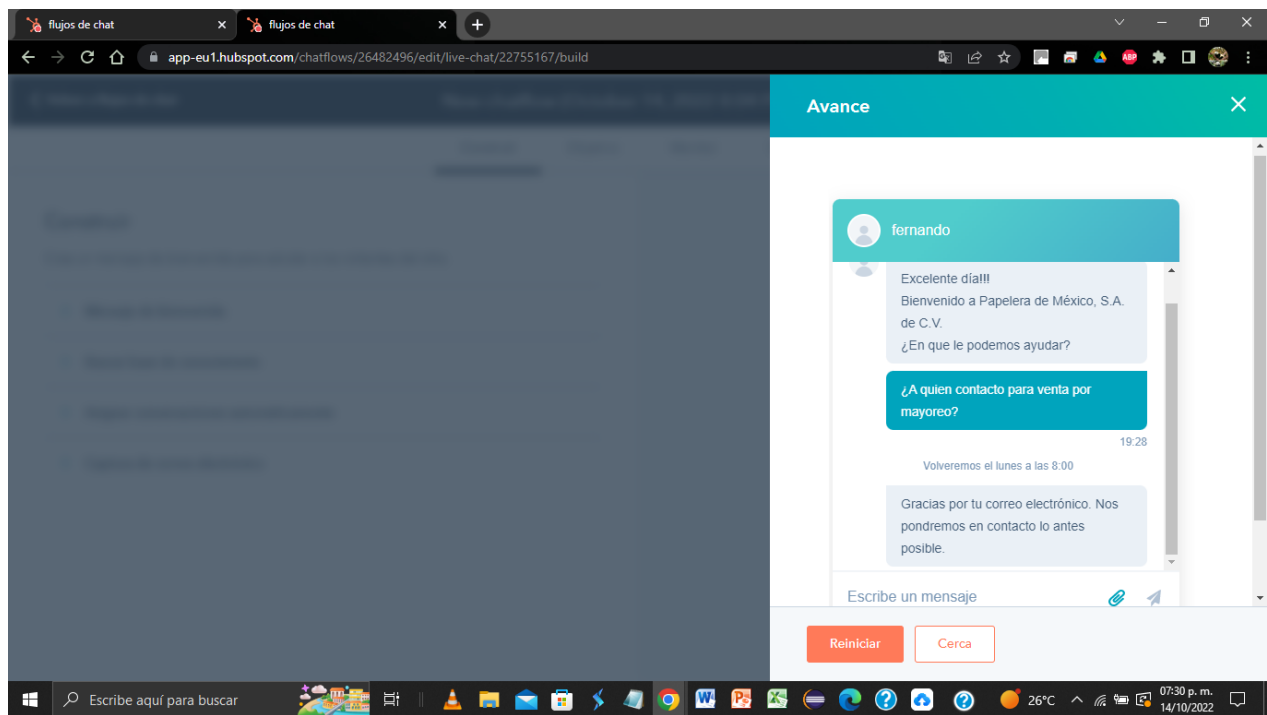 flujos de chat
flujos de chat
app-eu1.hubspot.com/chatflows/26482496/edit/live-chat/22755167/build
ABP
Avance
fernando
Excelente día!!!
Bienvenido a Papelera de México, S.A.
de C.V.
¿En que le podemos ayudar?
¿A quien contacto para venta por
mayoreo?
19:28
Volveremos el lunes a las 8:00
Gracias por tu correo electrónico. Nos
pondremos en contacto lo antes
posible.
Escribe un mensaje
Reiniciar
Cerca
Escribe aquí para buscar
26°C
07:30 p. m.
14/10/2022